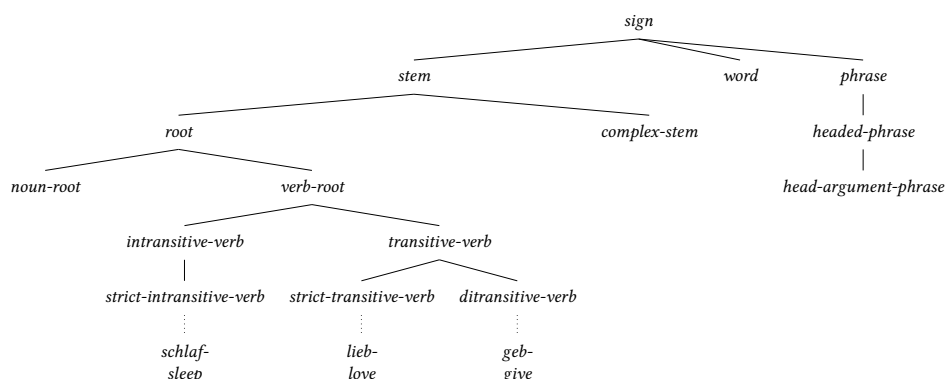 sign
stem word phrase
root complex-stem headed-phrase
noun-root verb-root head-argument-phrase
intransitive-verb transitive-verb
strict-intransitive-verb strict-transitive-verb ditransitive-verb
schlaf- lieb- geb-
sleep love give